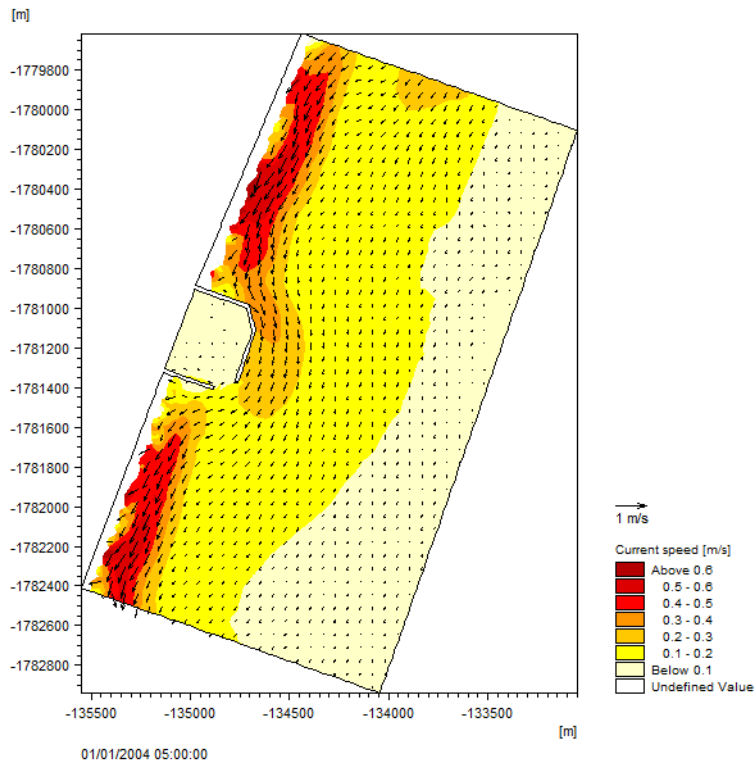 [m]
-1779800
-1780000
-1780200
-1780400
-1780600
-1780800
-1781000
-1781200
-1781400
-1781600
-1781800
-1782000
-1782200
-1782400
-1782600
-1782800
-135500 -135000 -134500 -134000 -133500
[m]
01/01/2004 05:00:00
1 m/s
Current speed [m/s]
Above 0.6
0.5 - 0.6
0.4 - 0.5
0.3 - 0.4
0.2 - 0.3
0.1 - 0.2
Below 0.1
Undefined Value